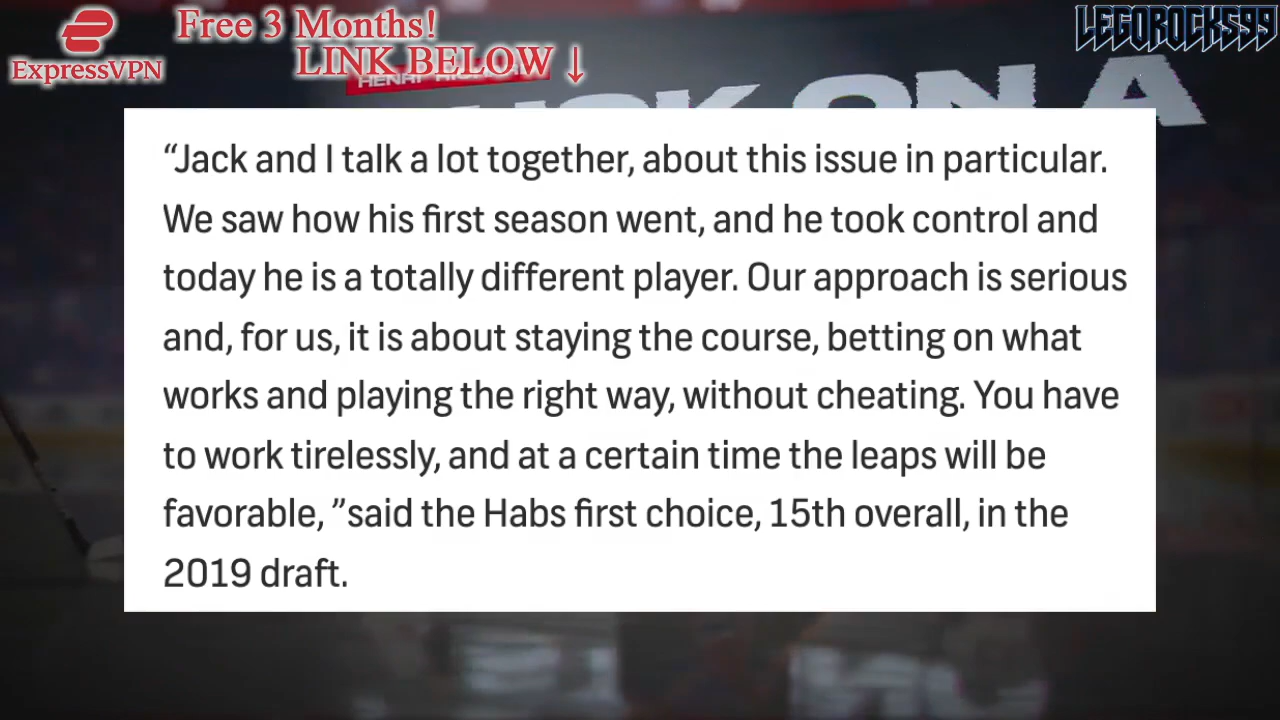 Free 3 Months!
LEGOROCKS99
ExpressVPN
LINK BELOW ↓
CK ON A
“Jack and I talk a lot together, about this issue in particular.
We saw how his first season went, and he took control and
today he is a totally different player. Our approach is serious
and, for us, it is about staying the course, betting on what
works and playing the right way, without cheating. You have
to work tirelessly, and at a certain time the leaps will be
favorable, ”said the Habs first choice, 15th overall, in the
2019 draft.